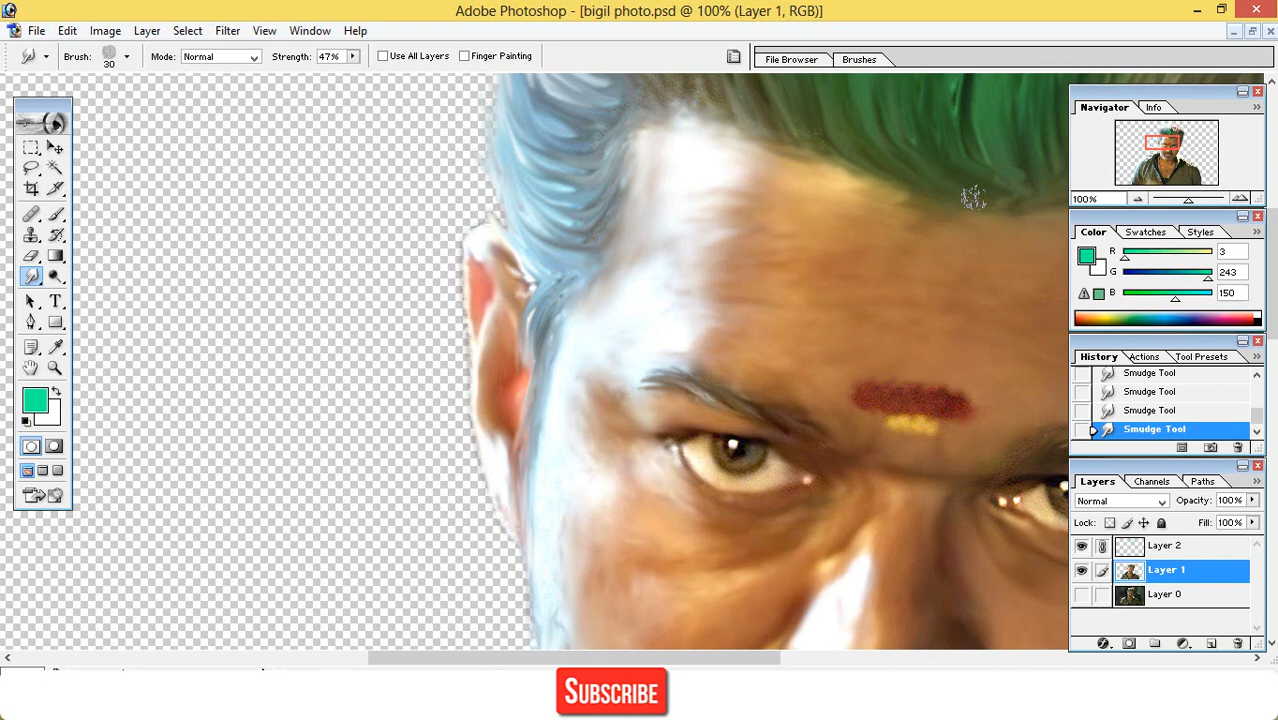 Adobe Photoshop - [bigil photo.psd @ 100% (Layer 1, RGB)]
File Edit Image Layer Select Filter View Window Help
Brush: 30 Mode: Normal Strength: 47% Use All Layers Finger Painting File Browser Brushes
Navigator Info
100%
Color Swatches Styles
R 3
G 243
B 150
History Actions Tool Presets
Smudge Tool
Smudge Tool
Smudge Tool
Smudge Tool
Layers Channels Paths
Normal Opacity: 100%
Lock: Fill: 100%
Layer 2
Layer 1
Layer 0
SUBSCRIBE